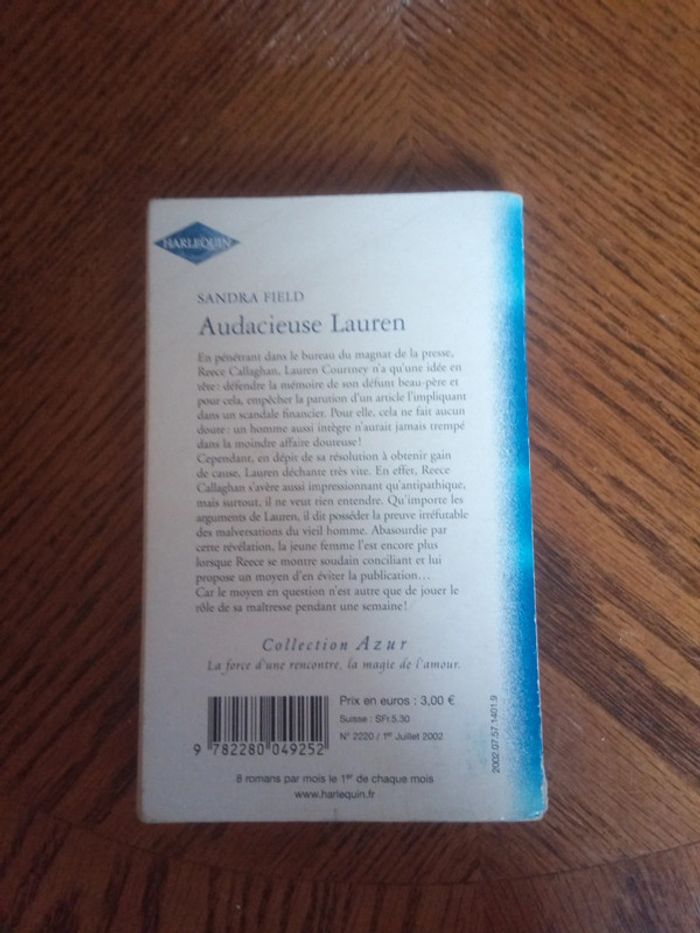 HARLEQUIN
SANDRA FIELD
Audacieuse Lauren
En pénétrant dans le bureau du magnat de la presse,
Reece Callaghan, Lauren Courtney n'a qu'une idée en
tête : défendre la mémoire de son défunt beau-père et
pour cela, empêcher la parution d'un article l'impliquant
dans un scandale financier. Pour elle, cela ne fait aucun
doute : un homme aussi intègre n'aurait jamais trempé
dans la moindre affaire douteuse !
Cependant, en dépit de sa résolution à obtenir gain
de cause, Lauren déchante très vite. En effet, Reece
Callaghan s'avère aussi impressionnant qu'antipathique,
mais surtout, il ne veut rien entendre. Qu'importe les
arguments de Lauren, il dit posséder la preuve irréfutable
des malversations du vieil homme. Abasourdie par
cette révélation, la jeune femme l'est encore plus
lorsque Reece se montre soudain conciliant et lui
propose un moyen d'en éviter la publication...
Car le moyen en question n'est autre que de jouer le
rôle de sa maîtresse pendant une semaine !
Collection Azur
La force d'une rencontre, la magie de l'amour.
Prix en euros : 3,00 €
Suisse : SFr.5.30
N° 2220 / 1er Juillet 2002
9 782280 049252
2002.07.57.1401.9
8 romans par mois le 1er de chaque mois
www.harlequin.fr